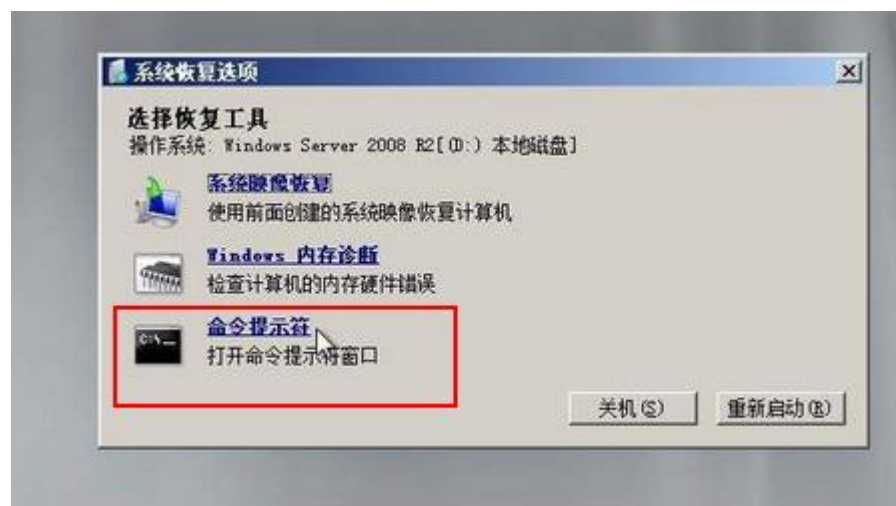 系统恢复选项
选择恢复工具
操作系统: Windows Server 2008 R2[(D:) 本地磁盘]
系统映像恢复
使用前面创建的系统映像恢复计算机
Windows 内存诊断
检查计算机的内存硬件错误
C:\_
命令提示符
打开命令提示符窗口
关机(S)
重新启动(R)